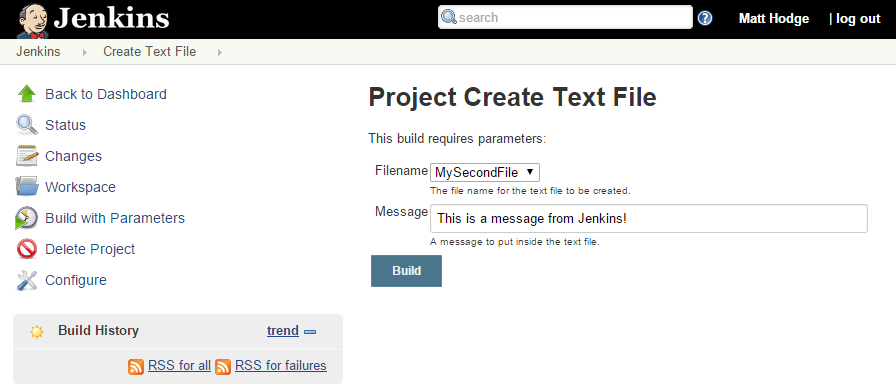 Jenkins
search
Matt Hodge
| log out
Jenkins
Create Text File
Back to Dashboard
Status
Changes
Workspace
Build with Parameters
Delete Project
Configure
Build History
trend
RSS for all
RSS for failures
Project Create Text File
This build requires parameters:
Filename MySecondFile
The file name for the text file to be created.
Message This is a message from Jenkins!
A message to put inside the text file.
Build